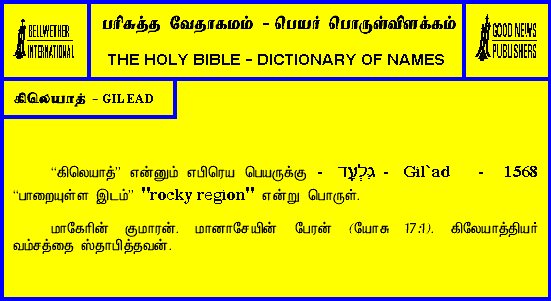 BELLWETHER
INTERNATIONAL
பரிசுத்த வேதாகமம் - பெயர் பொருள்விளக்கம்
THE HOLY BIBLE - DICTIONARY OF NAMES
GOOD NEWS
PUBLISHERS
கிலெயாத் - GILEAD
“கிலெயாத்” என்னும் எபிரெய பெயருக்கு - גִּלְעָד - Gil`ad - 1568
“பாறையுள்ள இடம்” "rocky region" என்று பொருள்.
மாகேரின் குமாரன். மானாசேயின் பேரன் (யோசு 17:1). கிலேயாத்தியர்
வம்சத்தை ஸ்தாபித்தவன்.